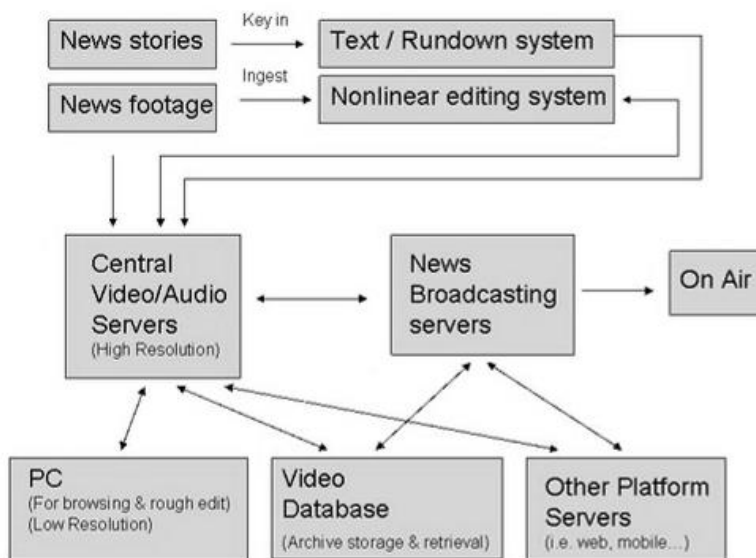 News stories
Key in
Text / Rundown system
News footage
Ingest
Nonlinear editing system
Central
Video/Audio
Servers
(High Resolution)
News
Broadcasting
servers
On Air
PC
(For browsing & rough edit)
(Low Resolution)
Video
Database
(Archive storage & retrieval)
Other Platform
Servers
(i.e. web, mobile...)